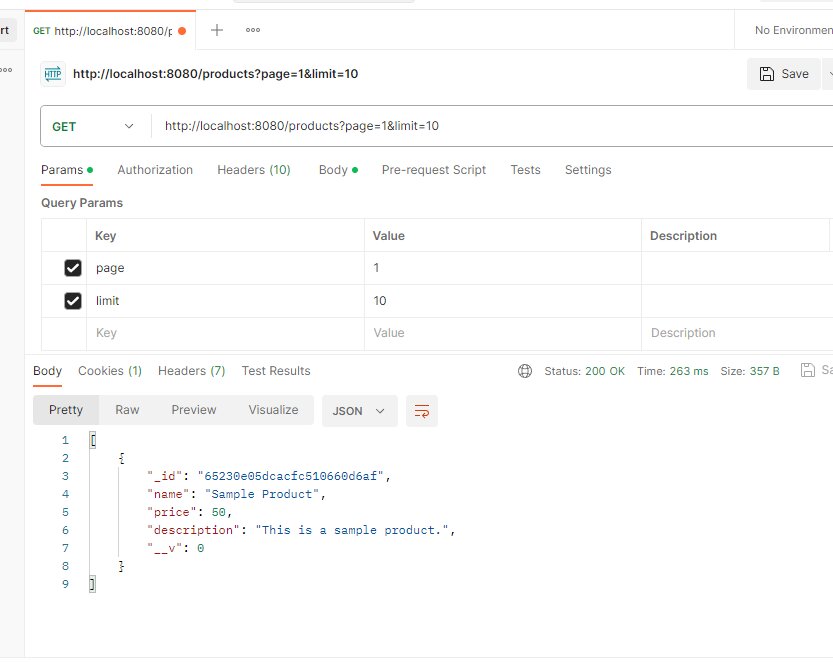 rt GET http://localhost:8080/p No Environmen
HTTP http://localhost:8080/products?page=1&limit=10 Save
GET http://localhost:8080/products?page=1&limit=10
Params Authorization Headers (10) Body Pre-request Script Tests Settings
Query Params
Key Value Description
page 1
limit 10
Key Value Description
Body Cookies (1) Headers (7) Test Results Status: 200 OK Time: 263 ms Size: 357 B Sa
Pretty Raw Preview Visualize JSON
1 [
2 {
3 "_id": "65230e05dcacfc510660d6af",
4 "name": "Sample Product",
5 "price": 50,
6 "description": "This is a sample product.",
7 "__v": 0
8 }
9 ]